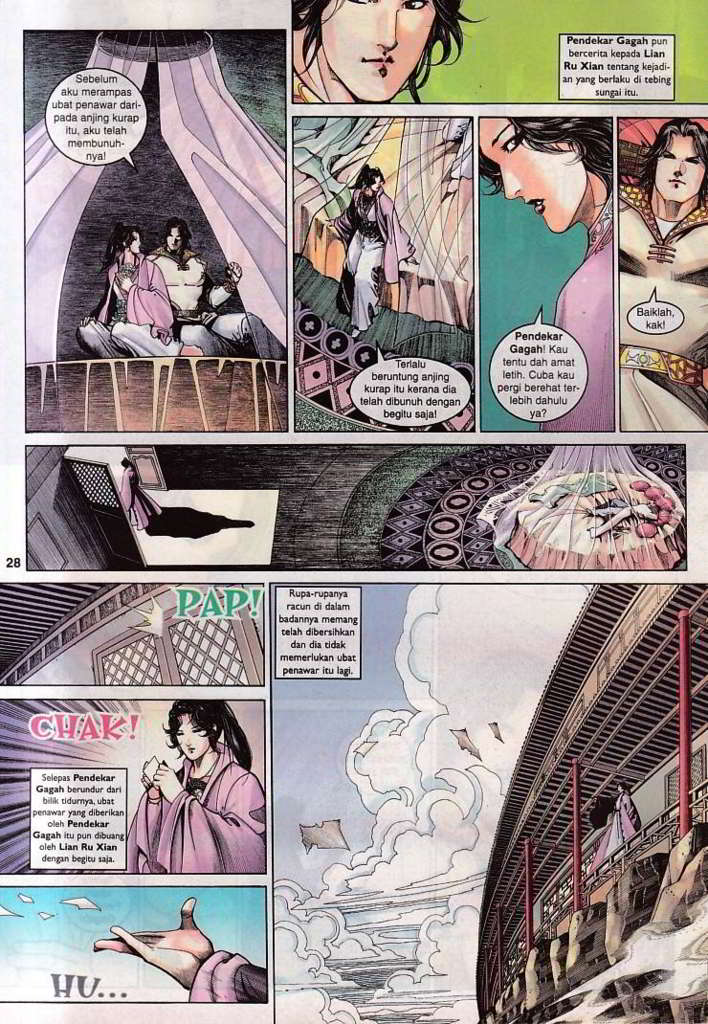 Pendekar Gagah pun
bercerita kepada Lian
Ru Xian tentang kejadi-
an yang berlaku di tebing
sungai itu.
Sebelum
aku merampas
ubat penawar dari-
pada anjing kurap
itu, aku telah
membunuh-
nya!
Terlalu
beruntung anjing
kurap itu kerana dia
telah dibunuh dengan
begitu saja!
Pendekar
Gagah! Kau
tentu dah amat
letih. Cuba kau
pergi berehat ter-
lebih dahulu
ya?
Baiklah,
kak!
28
PAP!
Rupa-rupanya
racun di dalam
badannya memang
telah dibersihkan
dan dia tidak
memerlukan ubat
penawar itu lagi.
CHAK!
Selepas Pendekar
Gagah berundur dari
bilik tidurnya, ubat
penawar yang diberikan
oleh Pendekar
Gagah itu pun dibuang
oleh Lian Ru Xian
dengan begitu saja.
HU...